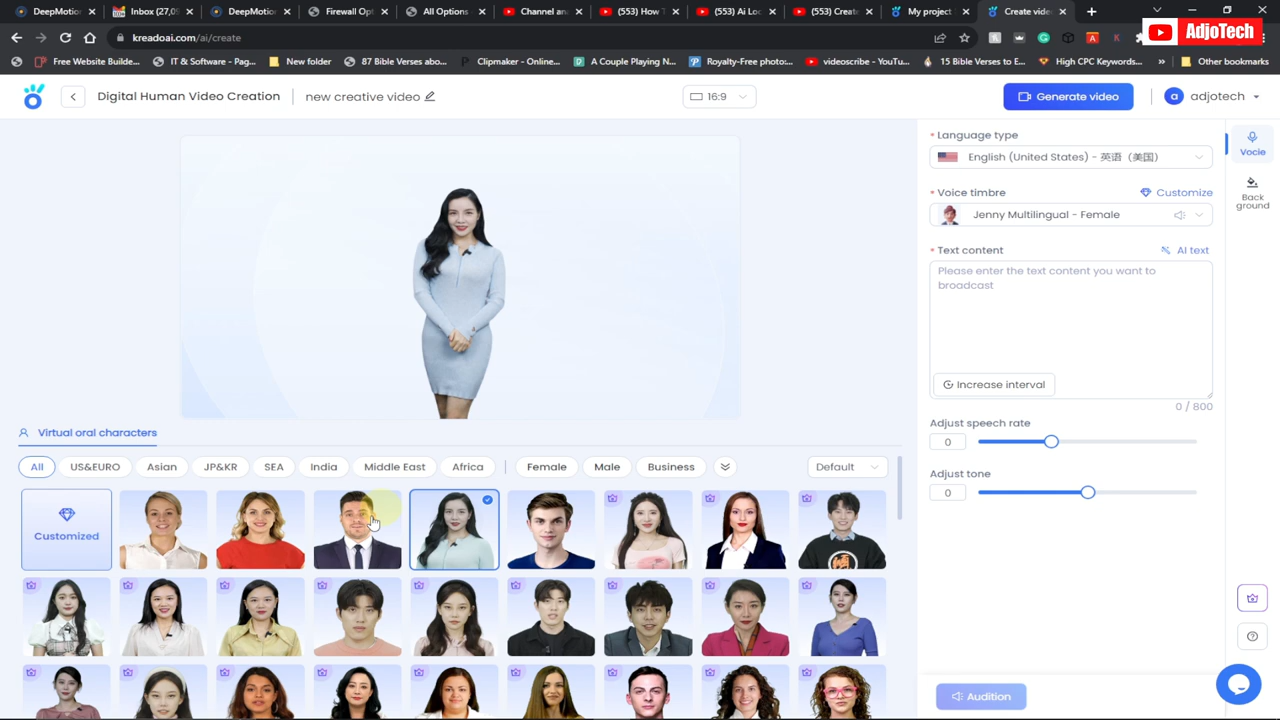 DeepMotion
Inbox (27,05
DeepMotion
Firewall Opt
All Options
Channel an
(553) How T
(553) Ai Loc
(553) Create
My project
Create video
AdjoTech
kreadoai.com/ai/create
Free Website Builde...
IT & Software - Pag...
New folder
87 Bible Verses abo...
Clipmaker - Online...
A Couple Playing N...
Royalty-Free photo:...
videoscribe - YouTu...
15 Bible Verses to E...
High CPC Keywords...
»
Other bookmarks
Digital Human Video Creation
new creative video
16:9
Generate video
a
adjotech
* Language type
English (United States) - 英语（美国）
* Voice timbre
Customize
Jenny Multilingual - Female
* Text content
AI text
Please enter the text content you want to
broadcast
Increase interval
0 / 800
Adjust speech rate
0
Adjust tone
0
Audition
Vocie
Back
ground
Virtual oral characters
All
US&EURO
Asian
JP&KR
SEA
India
Middle East
Africa
Female
Male
Business
Default
Customized